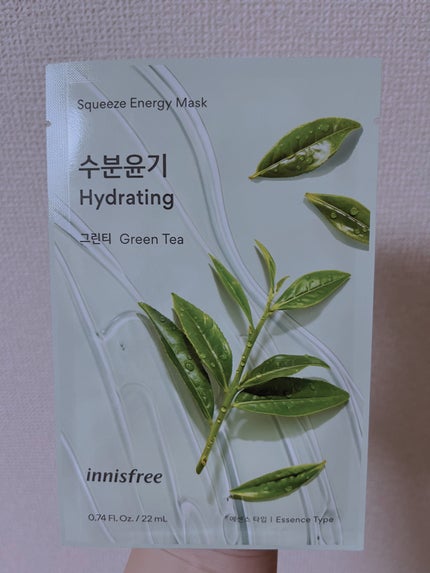 Squeeze Energy Mask
수분윤기
Hydrating
그린티 Green Tea
innisfree
0.74 Fl. Oz. / 22 mL
에센스 타입 | Essence Type